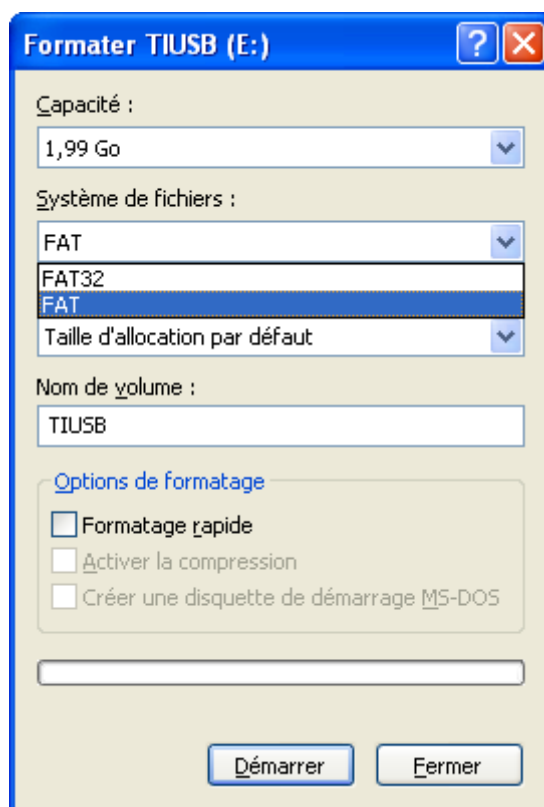 Formater TIUSB (E:)
Capacité :
1,99 Go
Système de fichiers :
FAT
FAT32
FAT
Taille d'allocation par défaut
Nom de volume :
TIUSB
Options de formatage
Formatage rapide
Activer la compression
Créer une disquette de démarrage MS-DOS
Démarrer
Fermer